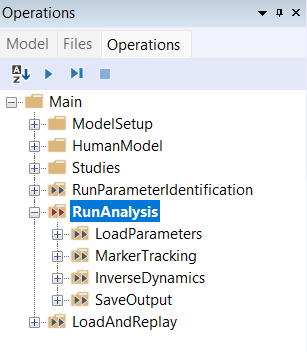 Operations
Model Files Operations
Main
ModelSetup
HumanModel
Studies
RunParameterIdentification
RunAnalysis
LoadParameters
MarkerTracking
InverseDynamics
SaveOutput
LoadAndReplay